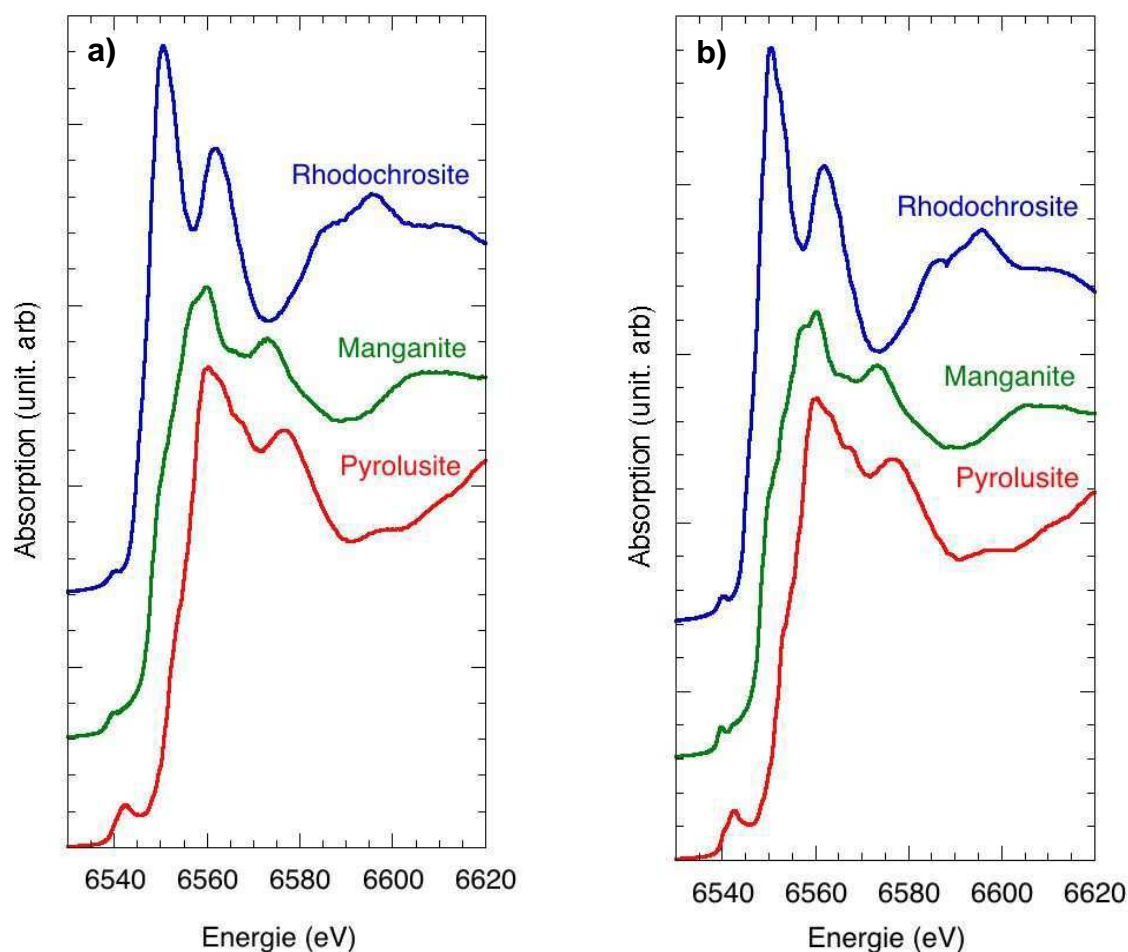 a)
Rhodochrosite
Manganite
Pyrolusite
Absorption (unit. arb)
6540 6560 6580 6600 6620
Energie (eV)
b)
Rhodochrosite
Manganite
Pyrolusite
Absorption (unit. arb)
6540 6560 6580 6600 6620
Energie (eV)